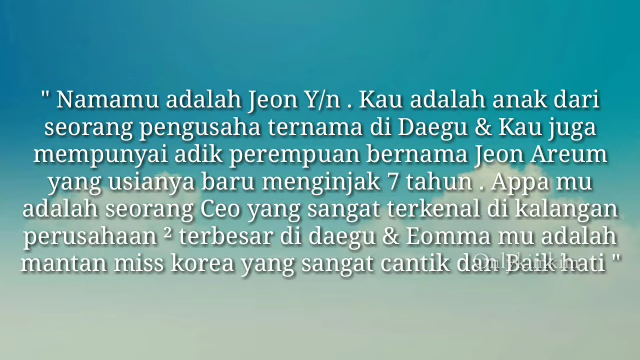 " Namamu adalah Jeon Y/n . Kau adalah anak dari
seorang pengusaha ternama di Daegu & Kau juga
mempunyai adik perempuan bernama Jeon Areum
yang usianya baru menginjak 7 tahun . Appa mu
adalah seorang Ceo yang sangat terkenal di kalangan
perusahaan ² terbesar di daegu & Eomma mu adalah
mantan miss korea yang sangat cantik dan Baik hati "